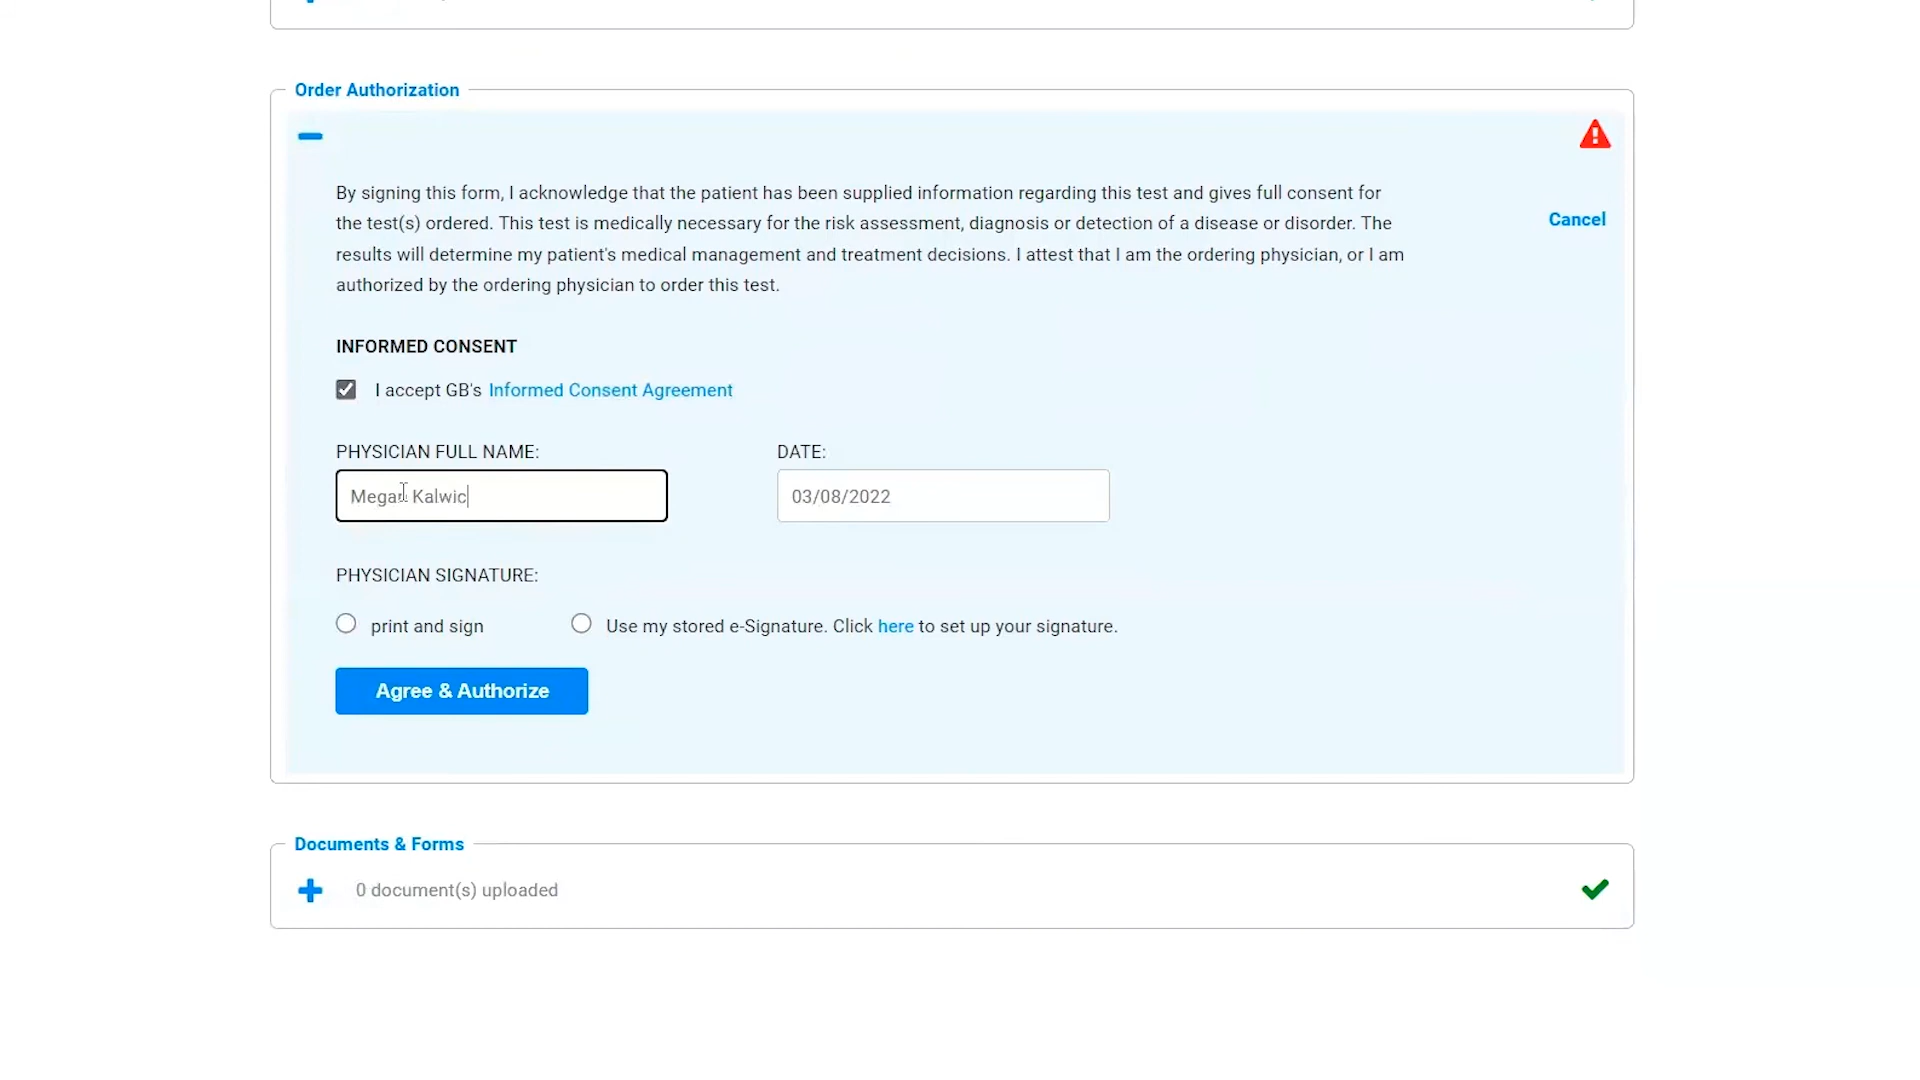 Order Authorization
By signing this form, I acknowledge that the patient has been supplied information regarding this test and gives full consent for
the test(s) ordered. This test is medically necessary for the risk assessment, diagnosis or detection of a disease or disorder. The
results will determine my patient's medical management and treatment decisions. I attest that I am the ordering physician, or I am
authorized by the ordering physician to order this test.
Cancel
INFORMED CONSENT
I accept GB's Informed Consent Agreement
PHYSICIAN FULL NAME:
DATE:
Megan Kalwic
03/08/2022
PHYSICIAN SIGNATURE:
print and sign
Use my stored e-Signature. Click here to set up your signature.
Agree & Authorize
Documents & Forms
0 document(s) uploaded